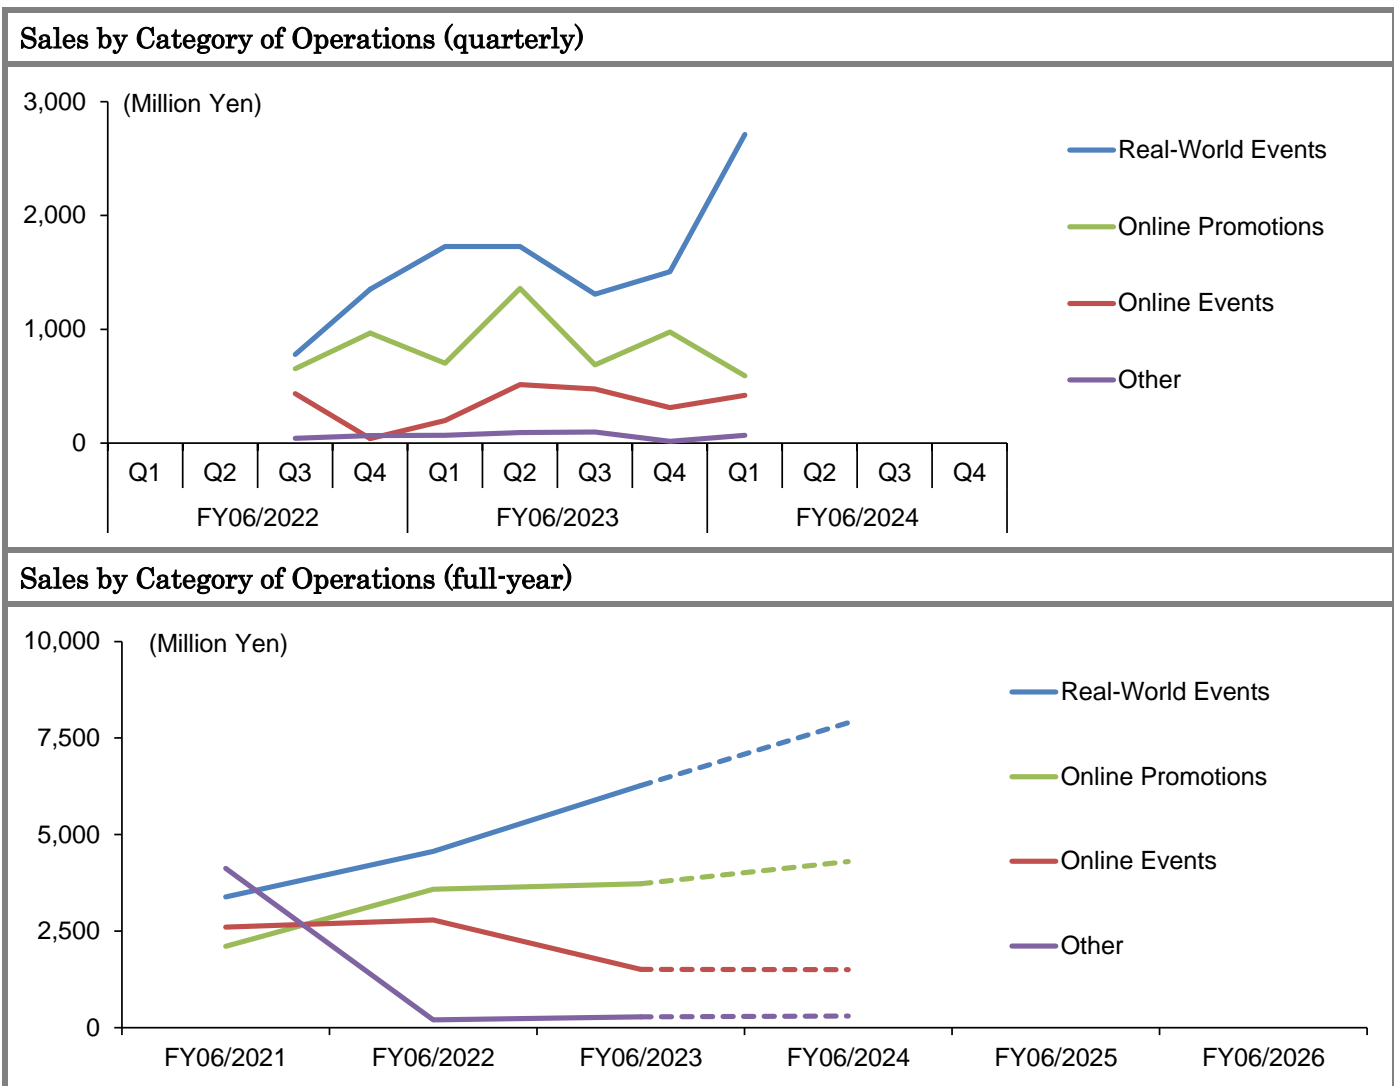 Sales by Category of Operations (quarterly)
(Million Yen)
3,000
2,000
1,000
0
Real-World Events
Online Promotions
Online Events
Other
Q1 Q2 Q3 Q4 Q1 Q2 Q3 Q4 Q1 Q2 Q3 Q4
FY06/2022 FY06/2023 FY06/2024
Sales by Category of Operations (full-year)
(Million Yen)
10,000
7,500
5,000
2,500
0
Real-World Events
Online Promotions
Online Events
Other
FY06/2021 FY06/2022 FY06/2023 FY06/2024 FY06/2025 FY06/2026